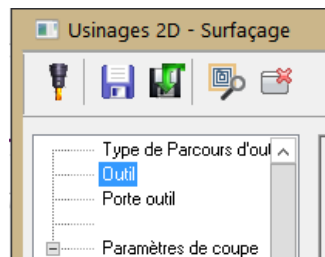 Usinages 2D - Surfaçage
Type de Parcours d'out
Outil
Porte outil
Paramètres de coupe